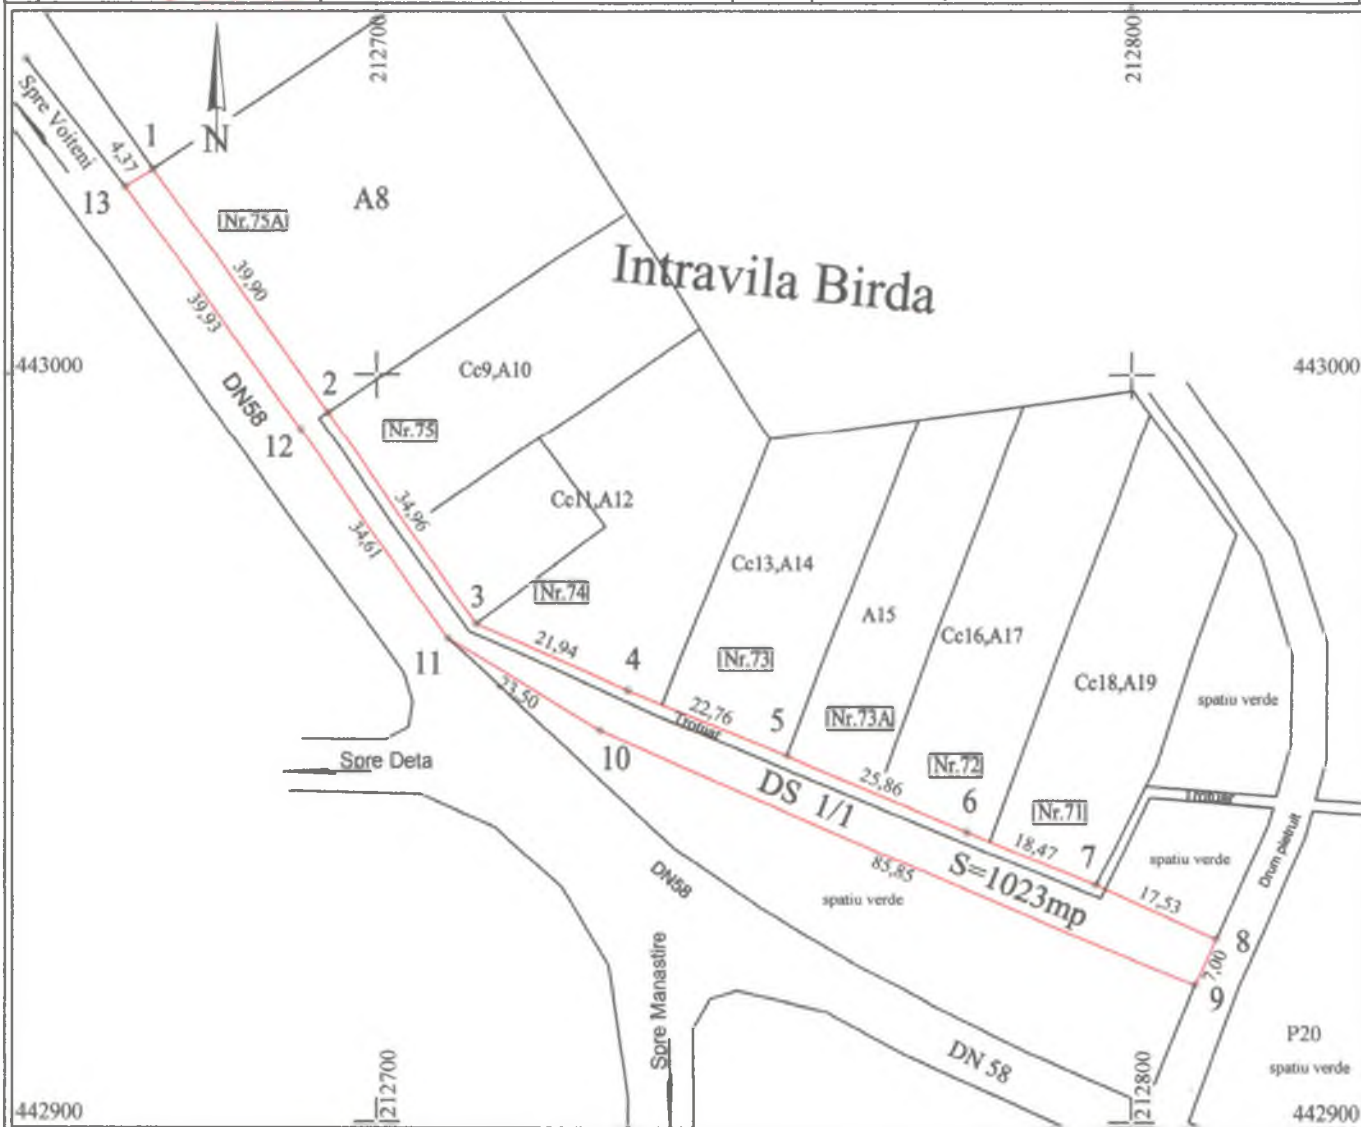 212700
212800
Spre Voiteni
1
4,37
N
13
A8
Nr.75A
39,90
39,93
Intravila Birda
443000
443000
Cc9,A10
2
DN58
12
Nr.75
34,96
34,61
Cc11,A12
Cc13,A14
Nr.74
3
A15
Cc16,A17
21,94
4
Nr.73
11
Cc18,A19
23,50
22,76
5
Nr.73A
spatiu verde
Trotuar
10
Spre Deta
25,86
Nr.72
DS 1/1
6
Trotuar
Nr.71
18,47
7
85,85
S=1023mp
spatiu verde
Drum pietruit
DN58
spatiu verde
17,53
8
7,00
9
Spre Manastire
P20
DN 58
spatiu verde
212700
212800
442900
442900